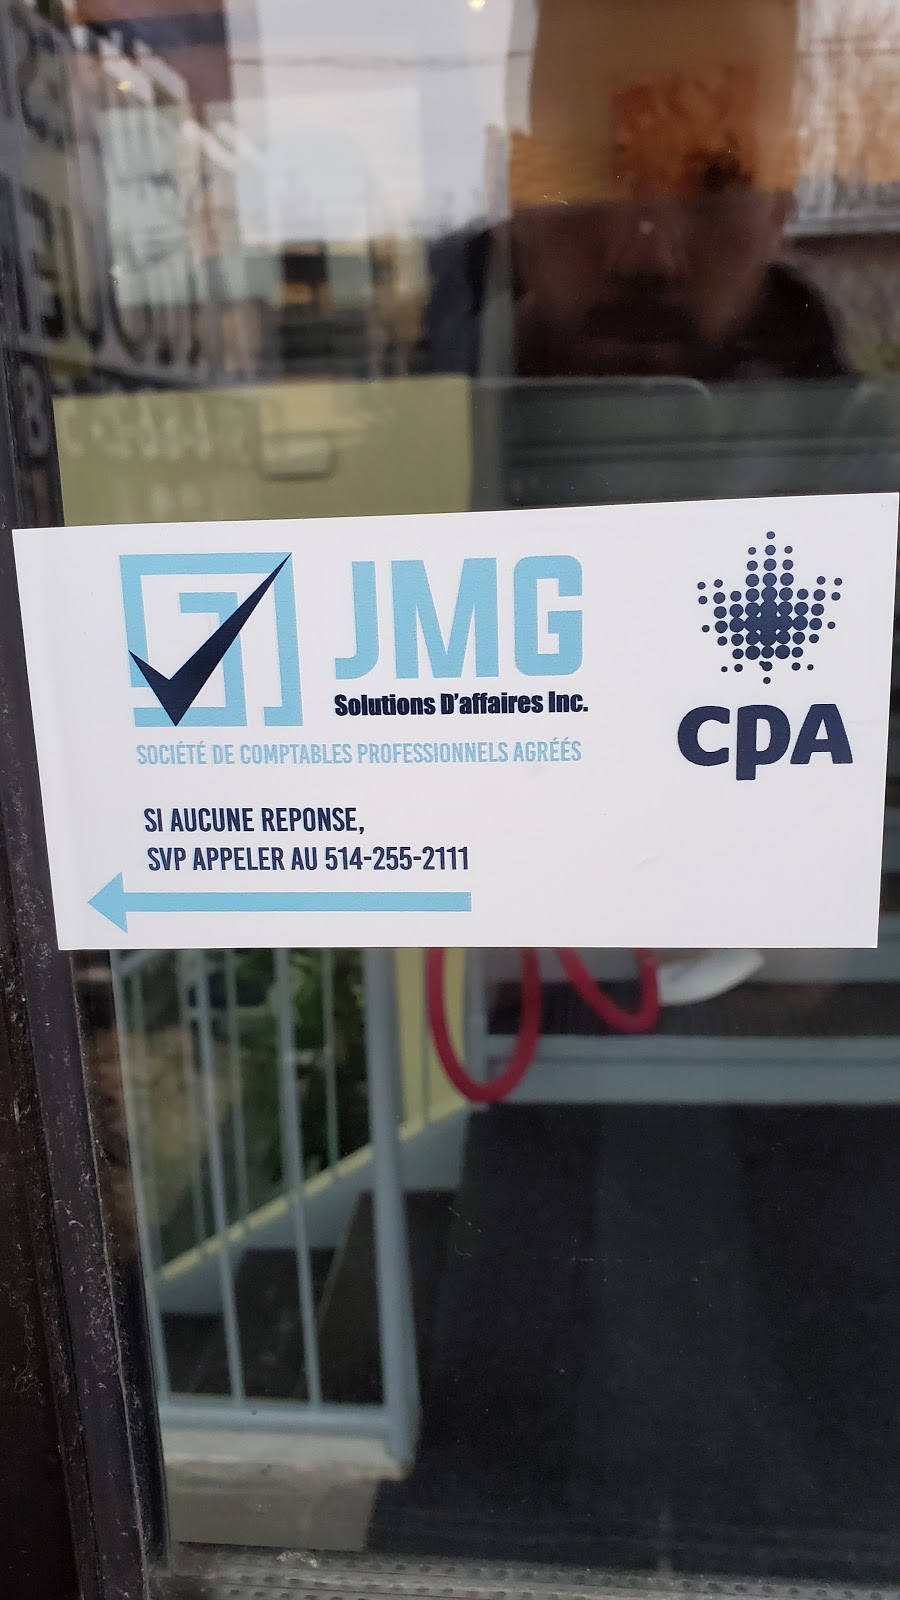 JMG
Solutions D'affaires Inc.
SOCIÉTÉ DE COMPTABLES PROFESSIONNELS AGRÉÉS
CPA
SI AUCUNE REPONSE,
SVP APPELER AU 514-255-2111